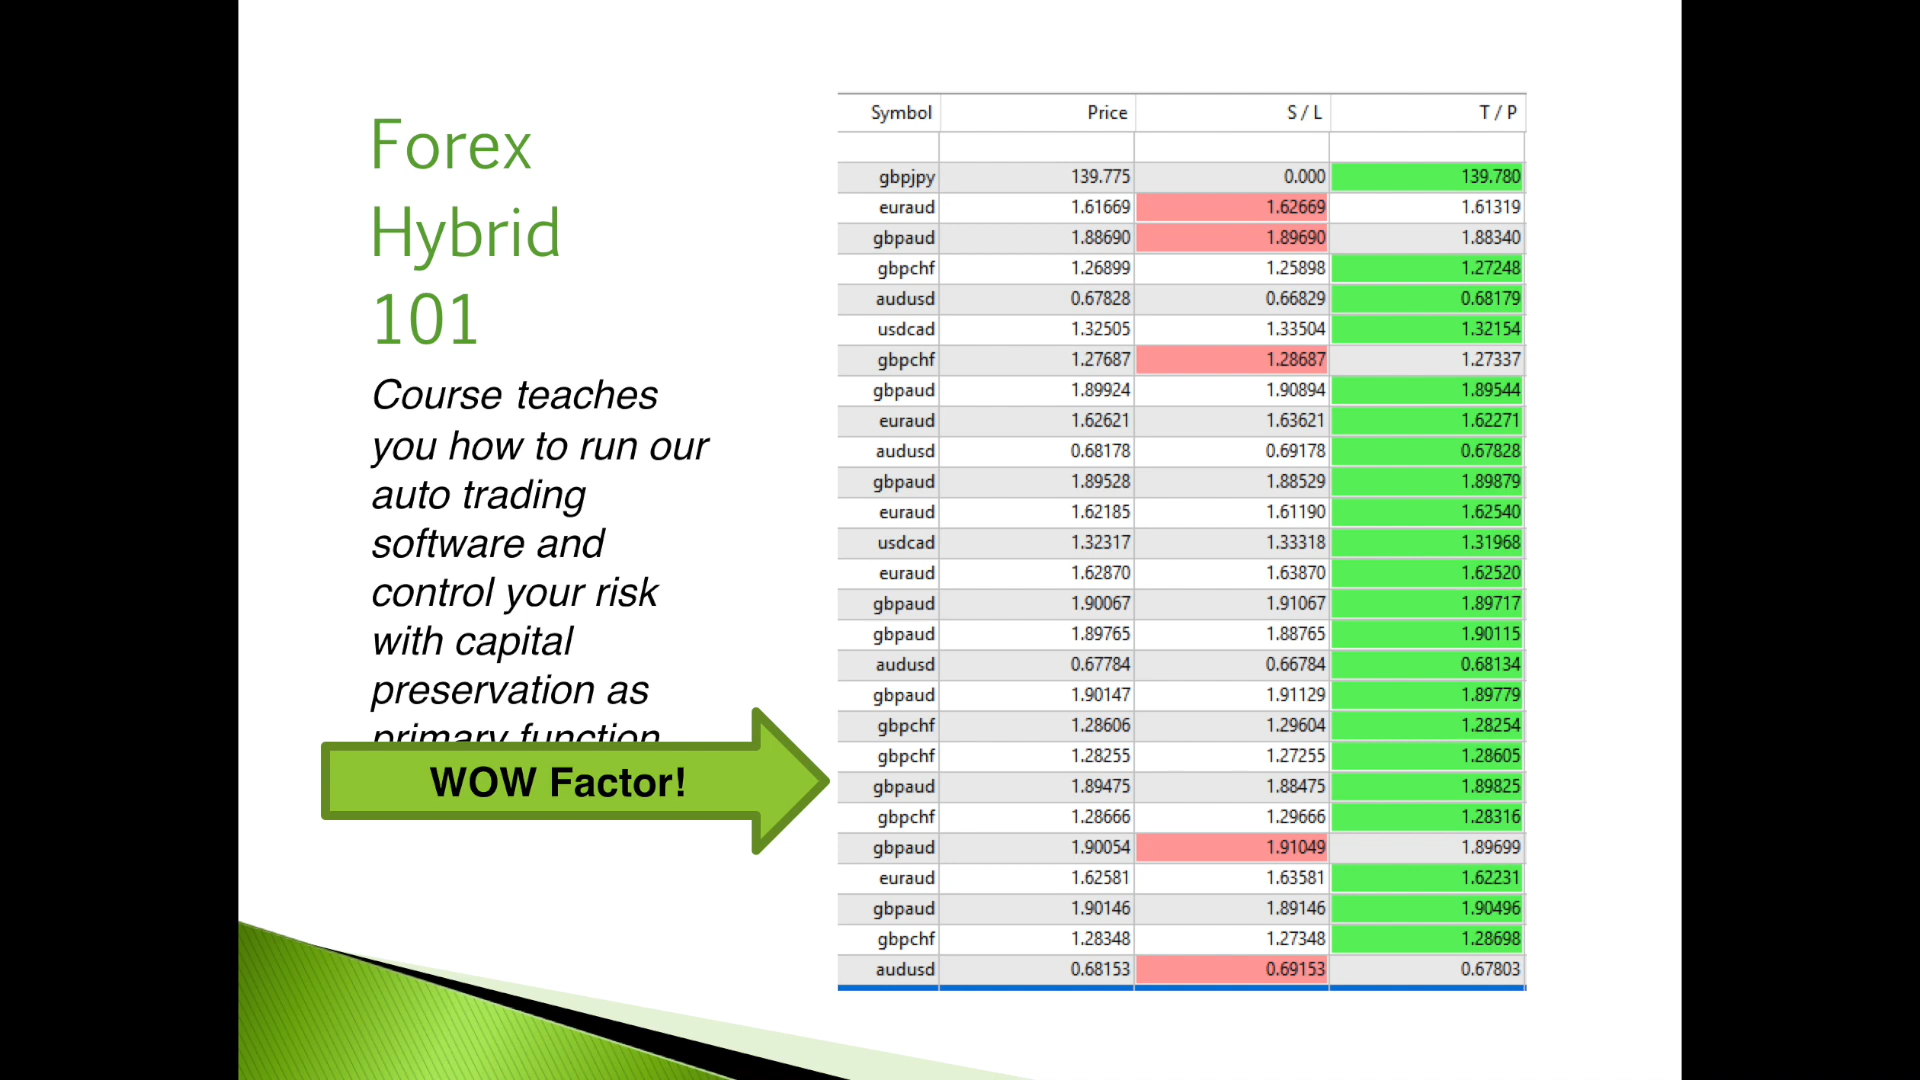 Forex
Hybrid
101
Course teaches
you how to run our
auto trading
software and
control your risk
with capital
preservation as
primary function
WOW Factor!
Symbol Price S / L T / P
gbpjpy 139.775 0.000 139.780
euraud 1.61669 1.62669 1.61319
gbpaud 1.88690 1.89690 1.88340
gbpchf 1.26899 1.25898 1.27248
audusd 0.67828 0.66829 0.68179
usdcad 1.32505 1.33504 1.32154
gbpchf 1.27687 1.28687 1.27337
gbpaud 1.89924 1.90894 1.89544
euraud 1.62621 1.63621 1.62271
audusd 0.68178 0.69178 0.67828
gbpaud 1.89528 1.88529 1.89879
euraud 1.62185 1.61190 1.62540
usdcad 1.32317 1.33318 1.31968
euraud 1.62870 1.63870 1.62520
gbpaud 1.90067 1.91067 1.89717
gbpaud 1.89765 1.88765 1.90115
audusd 0.67784 0.66784 0.68134
gbpaud 1.90147 1.91129 1.89779
gbpchf 1.28606 1.29604 1.28254
gbpchf 1.28255 1.27255 1.28605
gbpaud 1.89475 1.88475 1.89825
gbpchf 1.28666 1.29666 1.28316
gbpaud 1.90054 1.91049 1.89699
euraud 1.62581 1.63581 1.62231
gbpaud 1.90146 1.89146 1.90496
gbpchf 1.28348 1.27348 1.28698
audusd 0.68153 0.69153 0.67803